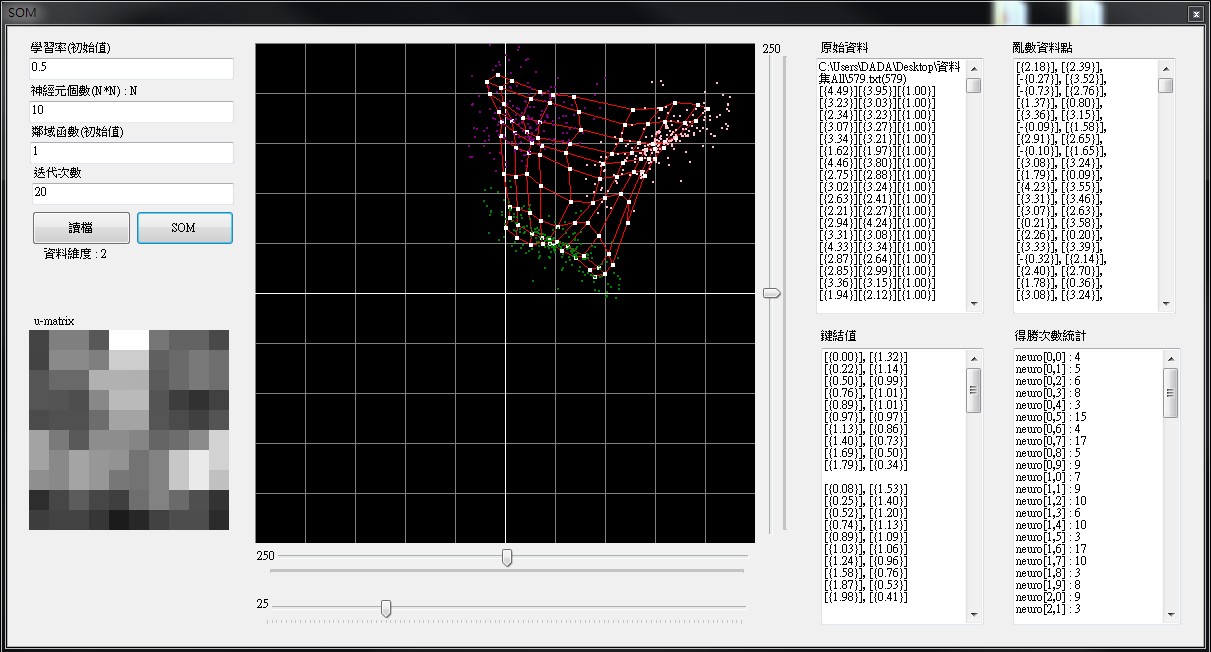 SOM
學習率(初始值)
0.5
神經元個數(N*N) : N
10
鄰域函數(初始值)
1
迭代次數
20
讀檔
SOM
資料維度 : 2
u-matrix
250
250
25
原始資料
C:\Users\DADA\Desktop\資料
集All\579.txt(579)
[{4.49}][{3.95}][{1.00}]
[{3.23}][{3.03}][{1.00}]
[{2.34}][{3.23}][{1.00}]
[{3.07}][{3.27}][{1.00}]
[{3.34}][{3.21}][{1.00}]
[{1.62}][{1.97}][{1.00}]
[{4.46}][{3.80}][{1.00}]
[{2.75}][{2.88}][{1.00}]
[{3.02}][{3.24}][{1.00}]
[{2.63}][{2.41}][{1.00}]
[{2.21}][{2.27}][{1.00}]
[{2.94}][{4.24}][{1.00}]
[{3.31}][{3.08}][{1.00}]
[{4.33}][{3.34}][{1.00}]
[{2.87}][{2.64}][{1.00}]
[{2.85}][{2.99}][{1.00}]
[{3.36}][{3.15}][{1.00}]
[{1.94}][{2.12}][{1.00}]
亂數資料點
[{2.18}], [{2.39}],
[-{0.27}], [{3.52}],
[-{0.73}], [{2.76}],
[{1.37}], [{0.80}],
[{3.36}], [{3.15}],
[-{0.09}], [{1.58}],
[{2.91}], [{2.65}],
[-{0.10}], [{1.65}],
[{3.08}], [{3.24}],
[{1.79}], [{0.09}],
[{4.23}], [{3.55}],
[{3.31}], [{3.46}],
[{3.07}], [{2.63}],
[{0.21}], [{3.58}],
[{2.26}], [{0.20}],
[{3.33}], [{3.39}],
[-{0.32}], [{2.14}],
[{2.40}], [{2.70}],
[{1.78}], [{0.36}],
[{3.08}], [{3.24}],
鍵結值
[{0.00}], [{1.32}]
[{0.22}], [{1.14}]
[{0.50}], [{0.99}]
[{0.76}], [{1.01}]
[{0.89}], [{1.01}]
[{0.97}], [{0.97}]
[{1.13}], [{0.86}]
[{1.40}], [{0.73}]
[{1.69}], [{0.50}]
[{1.79}], [{0.34}]
[{0.08}], [{1.53}]
[{0.25}], [{1.40}]
[{0.52}], [{1.20}]
[{0.74}], [{1.13}]
[{0.89}], [{1.09}]
[{1.03}], [{1.06}]
[{1.24}], [{0.96}]
[{1.58}], [{0.76}]
[{1.87}], [{0.53}]
[{1.98}], [{0.41}]
得勝次數統計
neuro[0,0] : 4
neuro[0,1] : 5
neuro[0,2] : 6
neuro[0,3] : 8
neuro[0,4] : 3
neuro[0,5] : 15
neuro[0,6] : 4
neuro[0,7] : 17
neuro[0,8] : 5
neuro[0,9] : 9
neuro[1,0] : 7
neuro[1,1] : 9
neuro[1,2] : 10
neuro[1,3] : 6
neuro[1,4] : 10
neuro[1,5] : 3
neuro[1,6] : 17
neuro[1,7] : 10
neuro[1,8] : 3
neuro[1,9] : 8
neuro[2,0] : 9
neuro[2,1] : 3